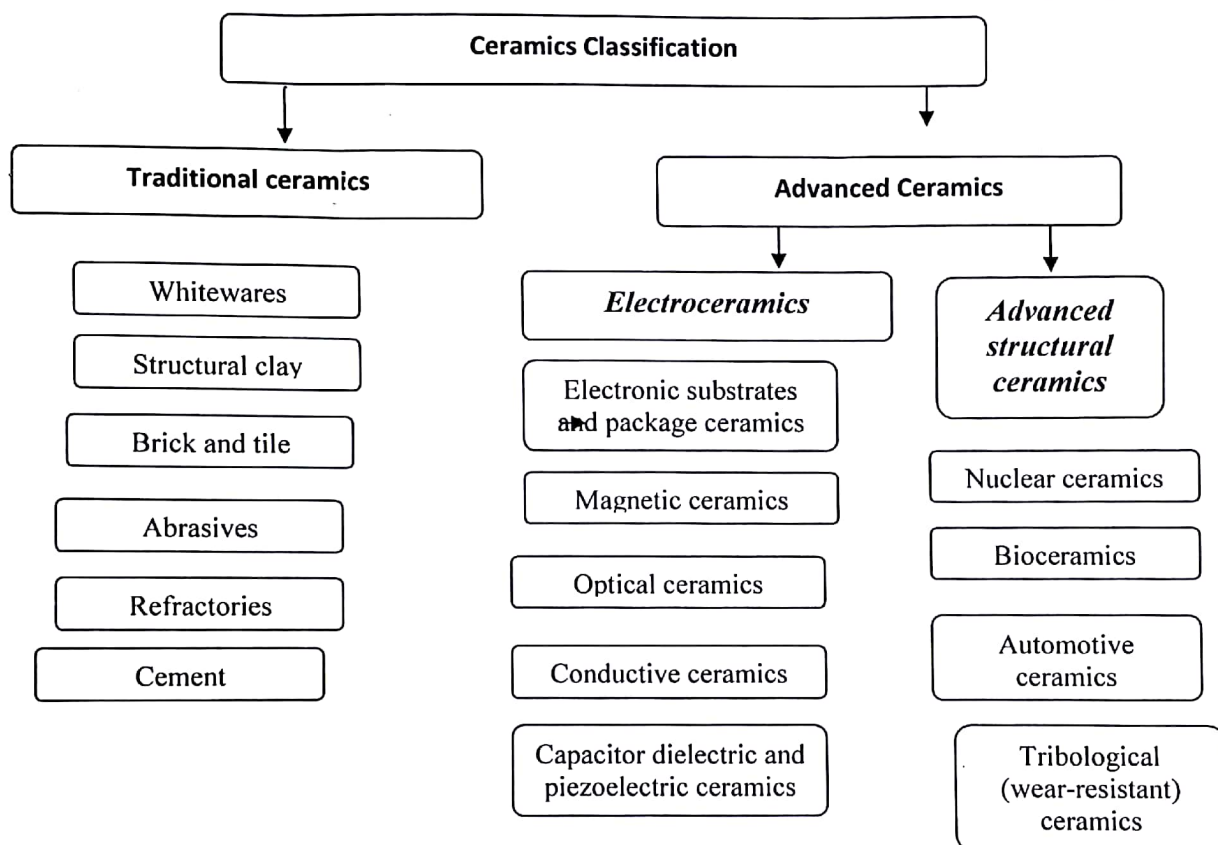 Ceramics Classification
Traditional ceramics
Advanced Ceramics
Whitewares
Structural clay
Brick and tile
Abrasives
Refractories
Cement
Electroceramics
Electronic substrates
and package ceramics
Magnetic ceramics
Optical ceramics
Conductive ceramics
Capacitor dielectric and
piezoelectric ceramics
Advanced
structural
ceramics
Nuclear ceramics
Bioceramics
Automotive
ceramics
Tribological
(wear-resistant)
ceramics